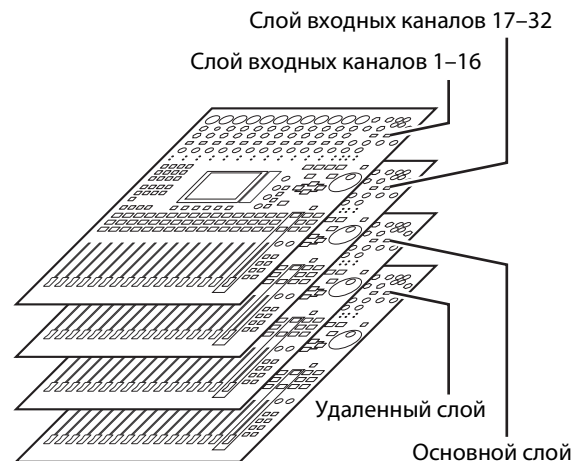 Слой входных каналов 17–32
Слой входных каналов 1–16
Удаленный слой
Основной слой